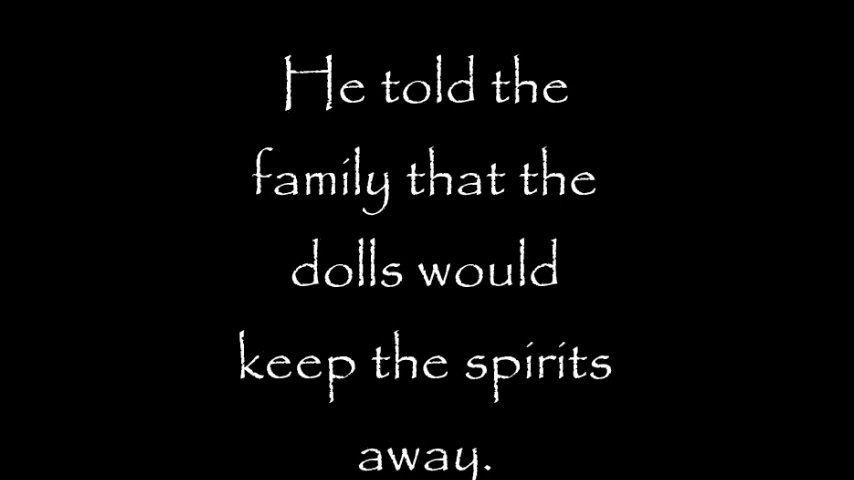 He told the
family that the
dolls would
keep the spirits
away.